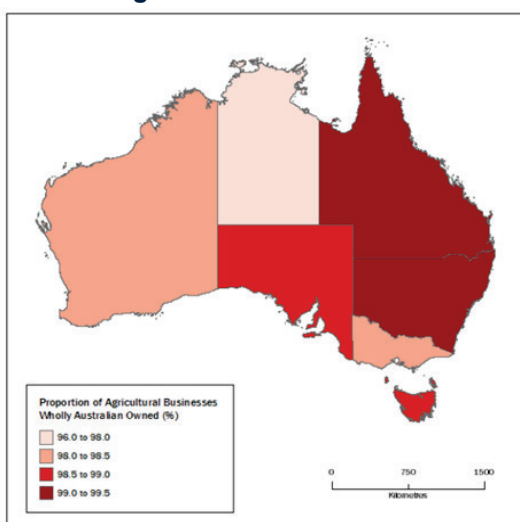 Proportion of Agricultural Businesses
Wholly Australian Owned (%)
96.0 to 98.0
98.0 to 98.5
98.5 to 99.0
99.0 to 99.5
0 750 1500
Kilometres